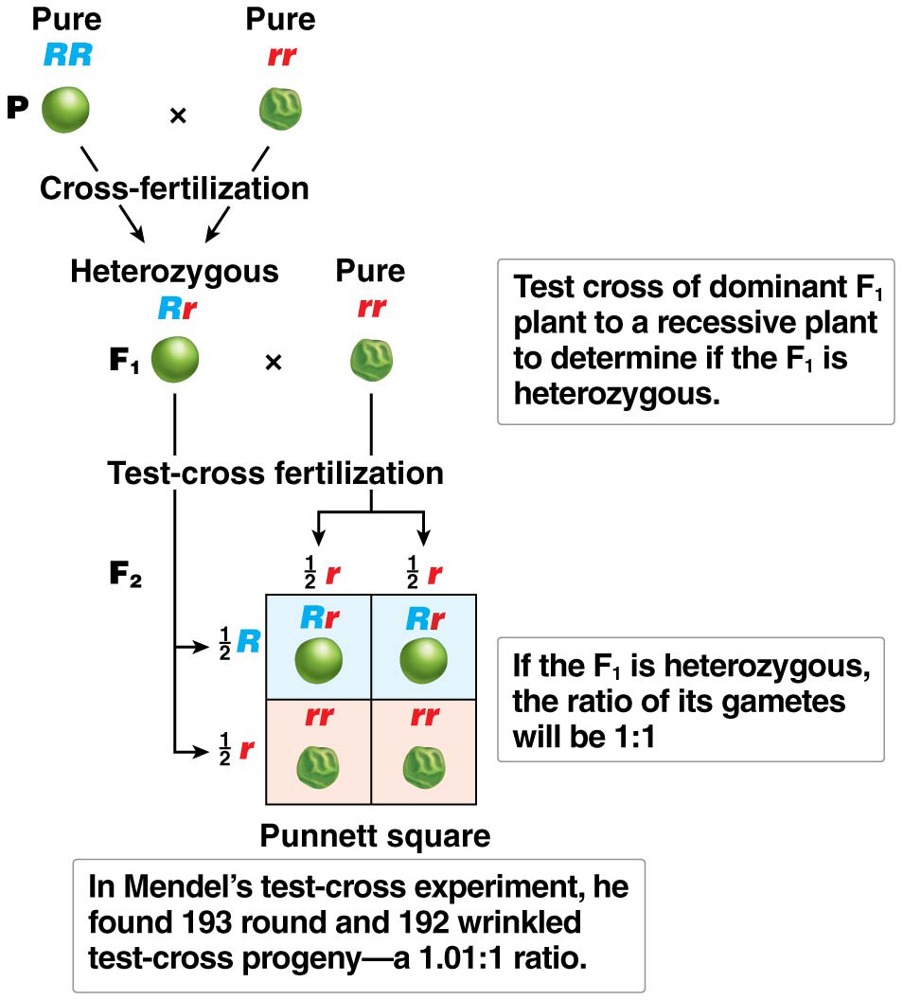 Pure Pure
RR rr
P ×
Cross-fertilization
Heterozygous Pure
Rr rr
F₁ ×
Test cross of dominant F₁
plant to a recessive plant
to determine if the F₁ is
heterozygous.
Test-cross fertilization
F₂
½ r ½ r
½ R Rr Rr
½ r rr rr
If the F₁ is heterozygous,
the ratio of its gametes
will be 1:1
Punnett square
In Mendel’s test-cross experiment, he
found 193 round and 192 wrinkled
test-cross progeny—a 1.01:1 ratio.